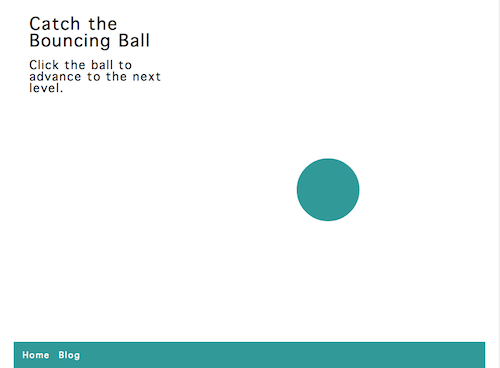 Catch the
Bouncing Ball
Click the ball to
advance to the next
level.
Home Blog